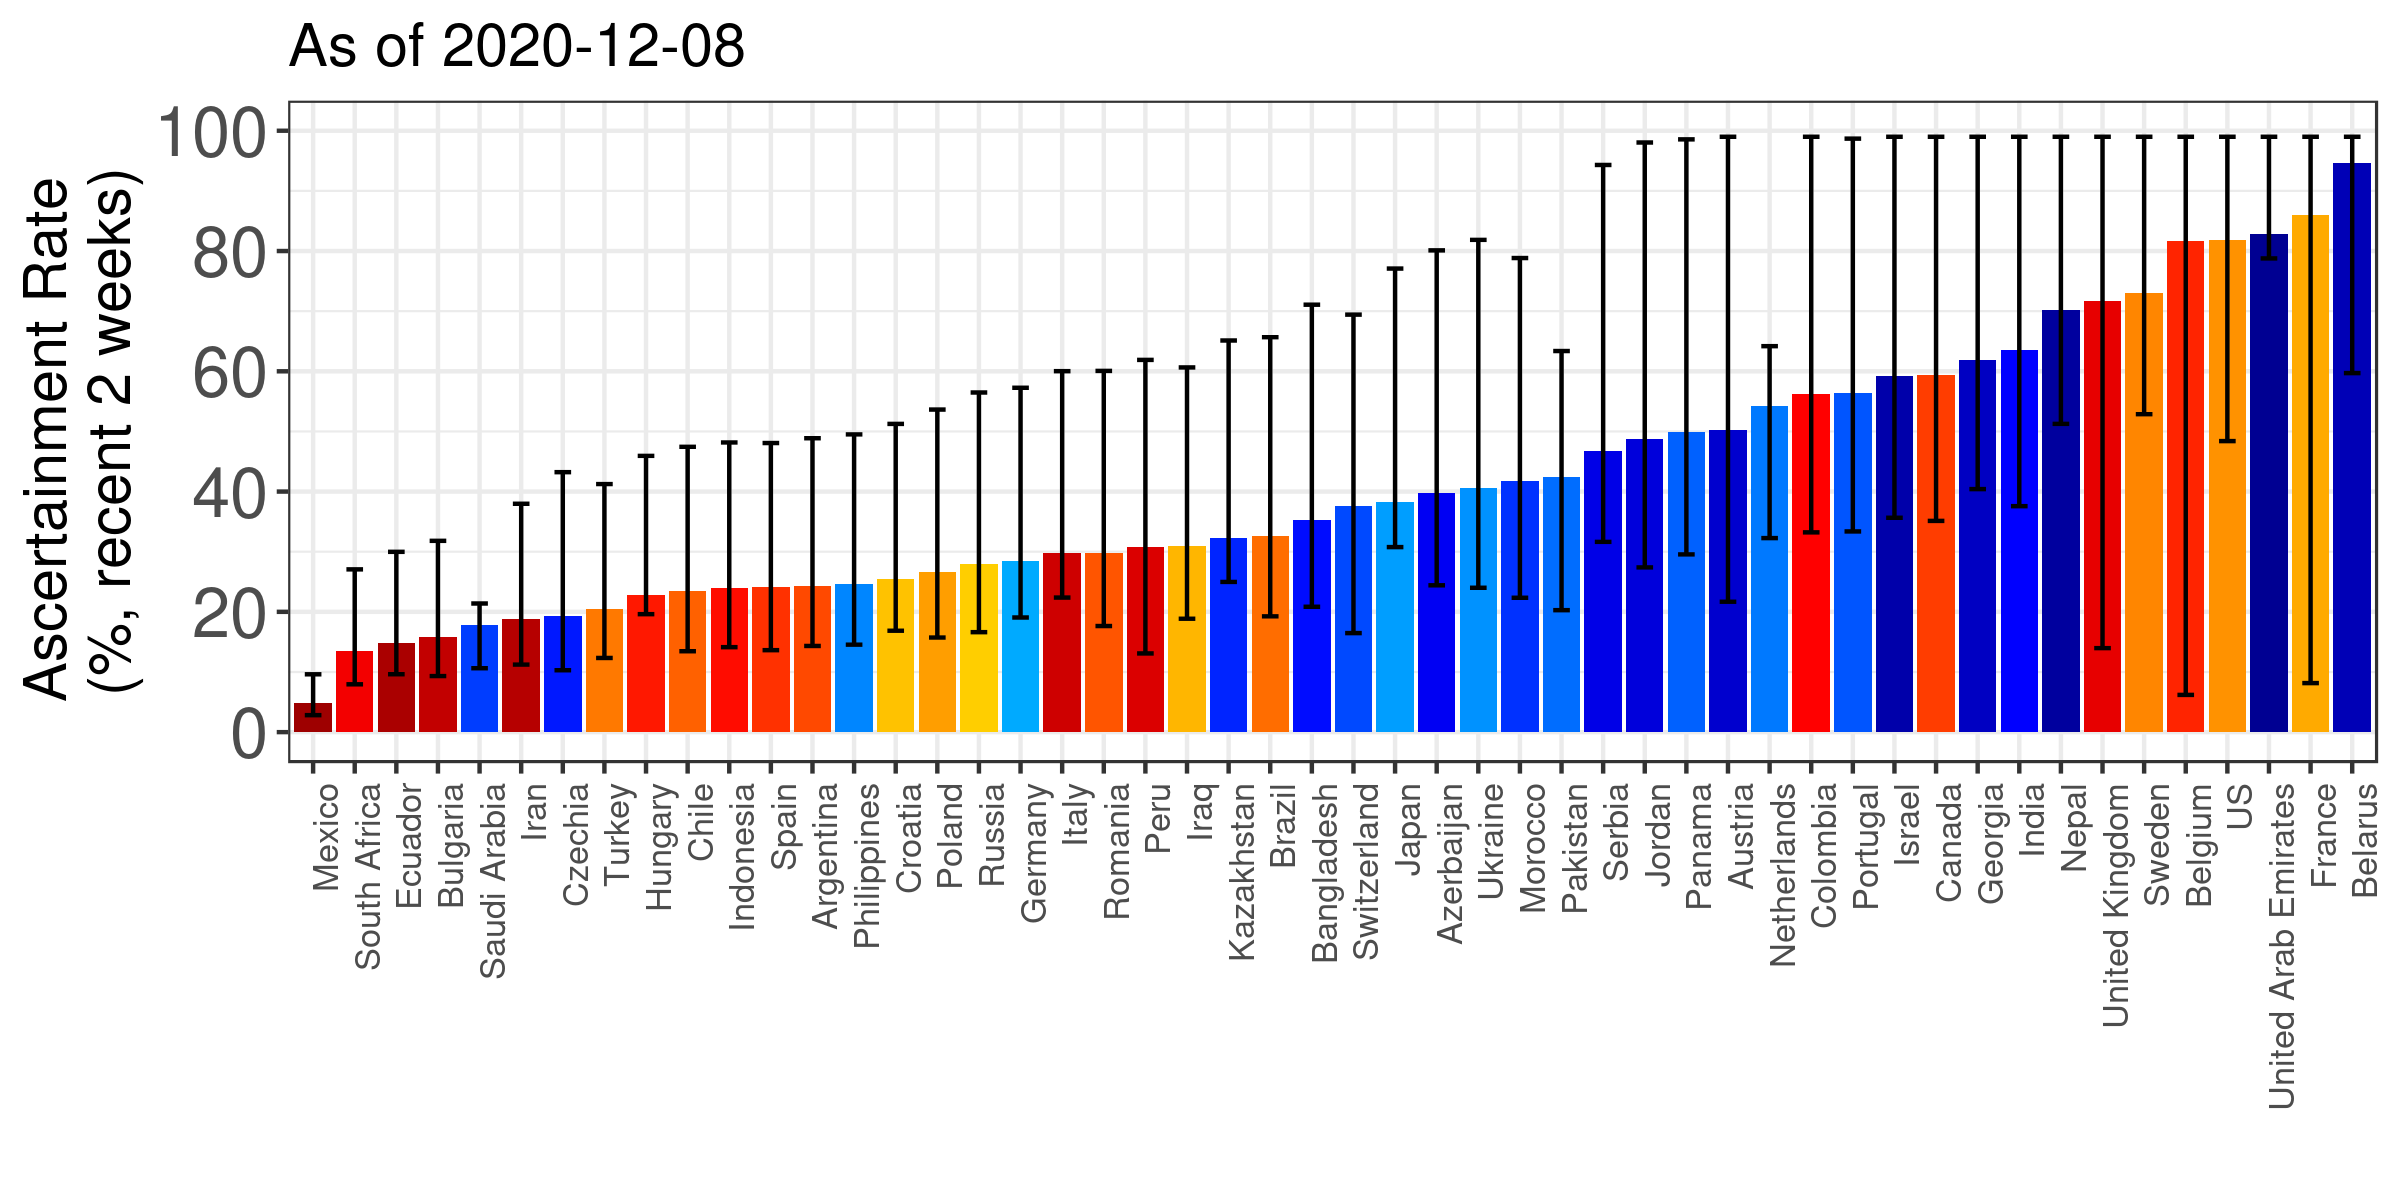 As of 2020-12-08
Ascertainment Rate
(%, recent 2 weeks)
100
80
60
40
20
0
Mexico
South Africa
Ecuador
Bulgaria
Saudi Arabia
Iran
Czechia
Turkey
Hungary
Chile
Indonesia
Spain
Argentina
Philippines
Croatia
Poland
Russia
Germany
Italy
Romania
Peru
Iraq
Kazakhstan
Brazil
Bangladesh
Switzerland
Japan
Azerbaijan
Ukraine
Morocco
Pakistan
Serbia
Jordan
Panama
Austria
Netherlands
Colombia
Portugal
Israel
Canada
Georgia
India
Nepal
United Kingdom
Sweden
Belgium
US
United Arab Emirates
France
Belarus